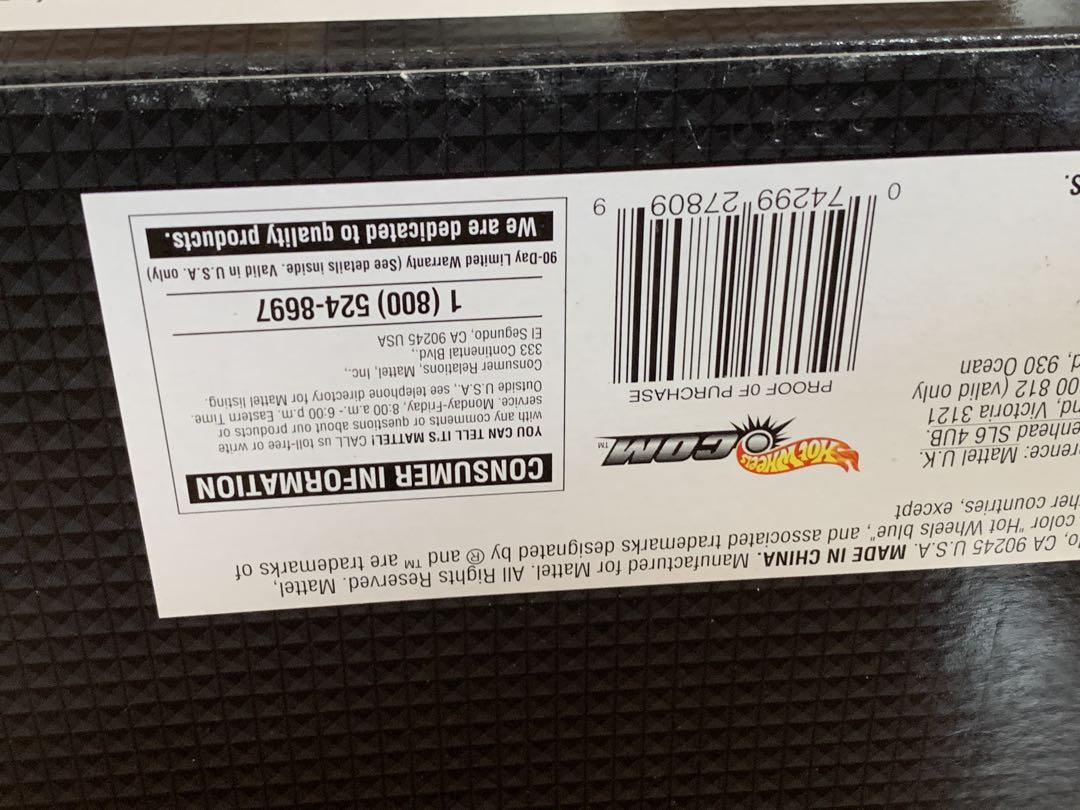 o, CA 90245 U.S.A. MADE IN CHINA. Manufactured for Mattel. All Rights Reserved. Mattel,
color "Hot Wheels blue", and associated trademarks designated by ® and ™ are trademarks of
her countries, except
rence: Mattel U.K.
enhead SL6 4UB.
nd, Victoria 3121
00 812 (valid only
d, 930 Ocean
s.
HOT WHEELS.COM™
PROOF OF PURCHASE
0 74299 27809 9
CONSUMER INFORMATION
YOU CAN TELL IT'S MATTEL! CALL us toll-free or write
with any comments or questions about our products or
service. Monday-Friday, 8:00 a.m.- 6:00 p.m. Eastern Time.
Outside U.S.A., see telephone directory for Mattel listing.
Consumer Relations, Mattel, Inc.,
333 Continental Blvd.,
El Segundo, CA 90245 USA
1 (800) 524-8697
90-Day Limited Warranty (See details inside. Valid in U.S.A. only)
We are dedicated to quality products.